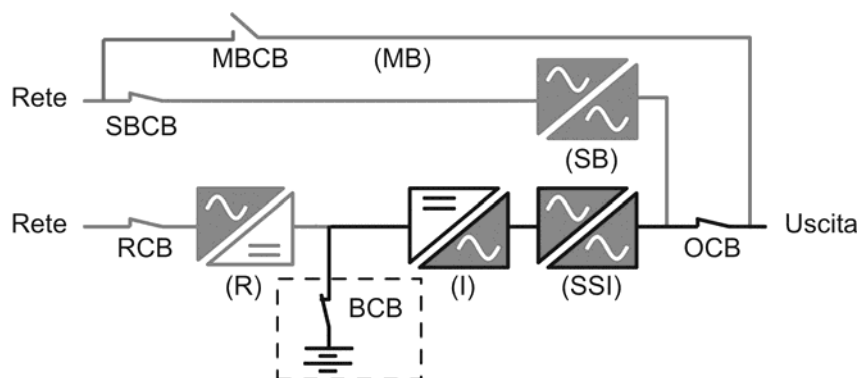 MBCB
(MB)
Rete
SBCB
(SB)
Rete
RCB
(R)
BCB
(I)
(SSI)
OCB
Uscita